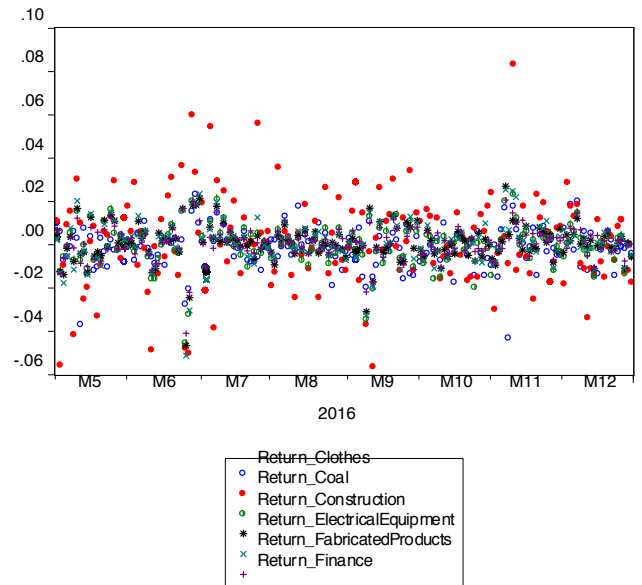 .10
.08
.06
.04
.02
.00
-.02
-.04
-.06
M5 M6 M7 M8 M9 M10 M11 M12
2016
Return_Clothes
Return_Coal
Return_Construction
Return_ElectricalEquipment
Return_FabricatedProducts
Return_Finance